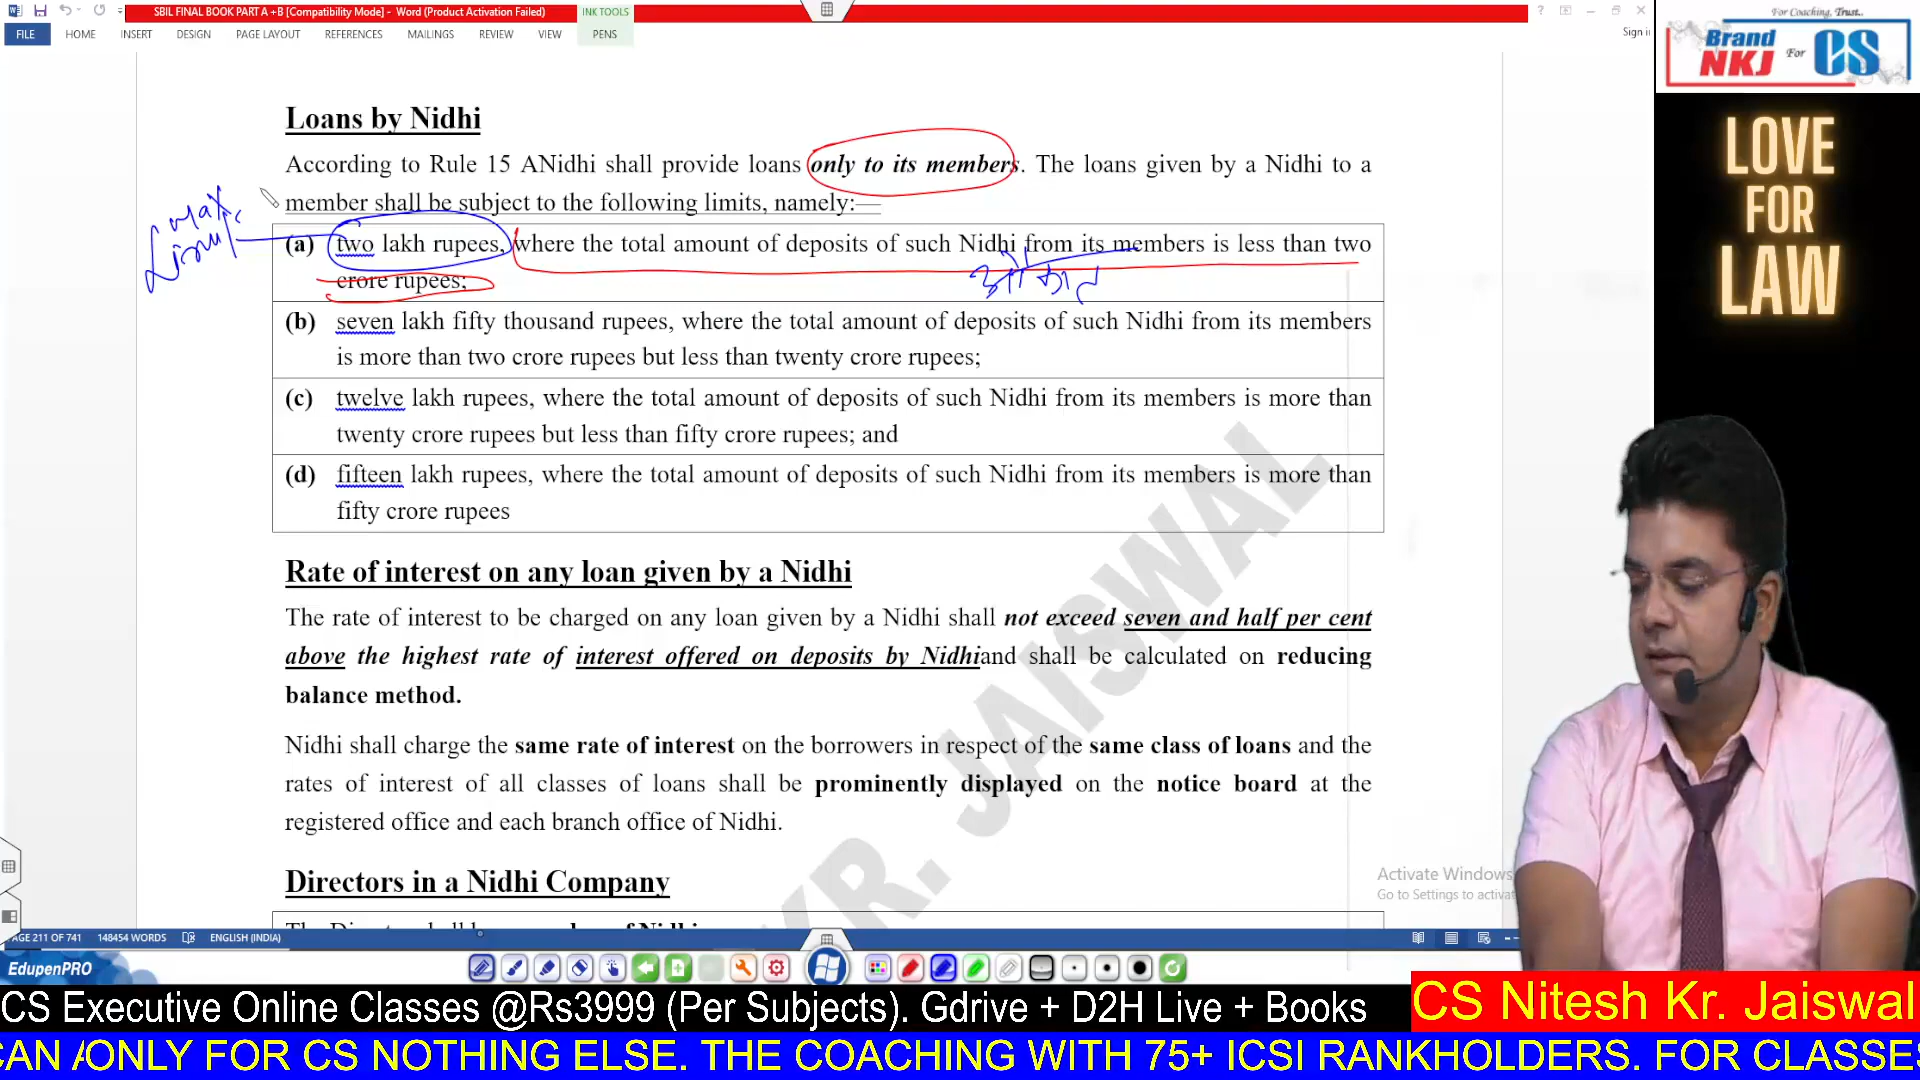 SBIL FINAL BOOK PART A +B [Compatibility Mode] - Word (Product Activation Failed)
INK TOOLS
FILE HOME INSERT DESIGN PAGE LAYOUT REFERENCES MAILINGS REVIEW VIEW PENS
For Coaching, Trust..
Brand
NKJ For CS
LOVE
FOR
LAW
Loans by Nidhi
According to Rule 15 ANidhi shall provide loans only to its members. The loans given by a Nidhi to a
member shall be subject to the following limits, namely:—
Max
Limit
(a) two lakh rupees, where the total amount of deposits of such Nidhi from its members is less than two
crore rupees;
(b) seven lakh fifty thousand rupees, where the total amount of deposits of such Nidhi from its members
is more than two crore rupees but less than twenty crore rupees;
(c) twelve lakh rupees, where the total amount of deposits of such Nidhi from its members is more than
twenty crore rupees but less than fifty crore rupees; and
(d) fifteen lakh rupees, where the total amount of deposits of such Nidhi from its members is more than
fifty crore rupees
Rate of interest on any loan given by a Nidhi
The rate of interest to be charged on any loan given by a Nidhi shall not exceed seven and half per cent
above the highest rate of interest offered on deposits by Nidhiand shall be calculated on reducing
balance method.
Nidhi shall charge the same rate of interest on the borrowers in respect of the same class of loans and the
rates of interest of all classes of loans shall be prominently displayed on the notice board at the
registered office and each branch office of Nidhi.
Directors in a Nidhi Company
KR. JAISWAL
Activate Windows
Go to Settings to activat
PAGE 211 OF 741 148454 WORDS ENGLISH (INDIA)
EdupenPRO
CS Executive Online Classes @Rs3999 (Per Subjects). Gdrive + D2H Live + Books
CS Nitesh Kr. Jaiswal
CAN A/ONLY FOR CS NOTHING ELSE. THE COACHING WITH 75+ ICSI RANKHOLDERS. FOR CLASSES